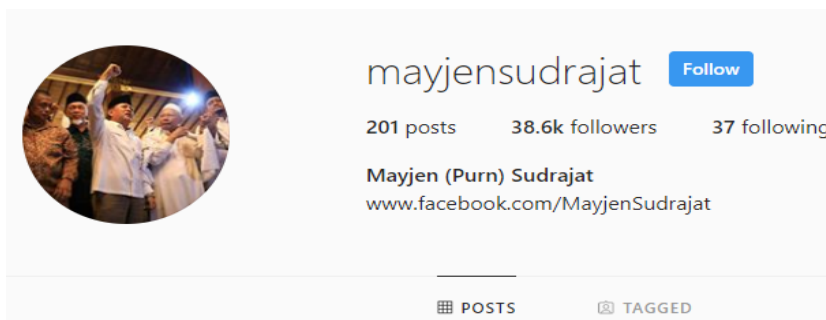 mayjensudrajat Follow
201 posts 38.6k followers 37 following
Mayjen (Purn) Sudrajat
www.facebook.com/MayjenSudrajat
POSTS TAGGED